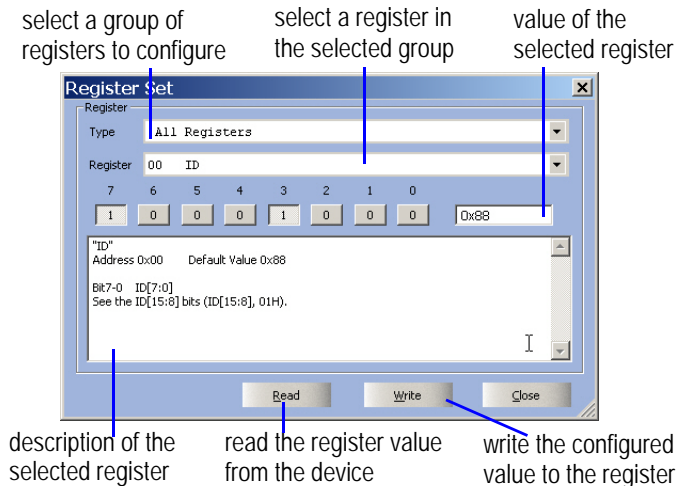 select a group of
registers to configure
select a register in
the selected group
value of the
selected register
Register Set
Register
Type All Registers
Register 00 ID
7 6 5 4 3 2 1 0
1 0 0 0 1 0 0 0 0x88
"ID"
Address 0x00 Default Value 0x88
Bit7-0 ID[7:0]
See the ID[15:8] bits (ID[15:8], 01H).
Read Write Close
description of the
selected register
read the register value
from the device
write the configured
value to the register